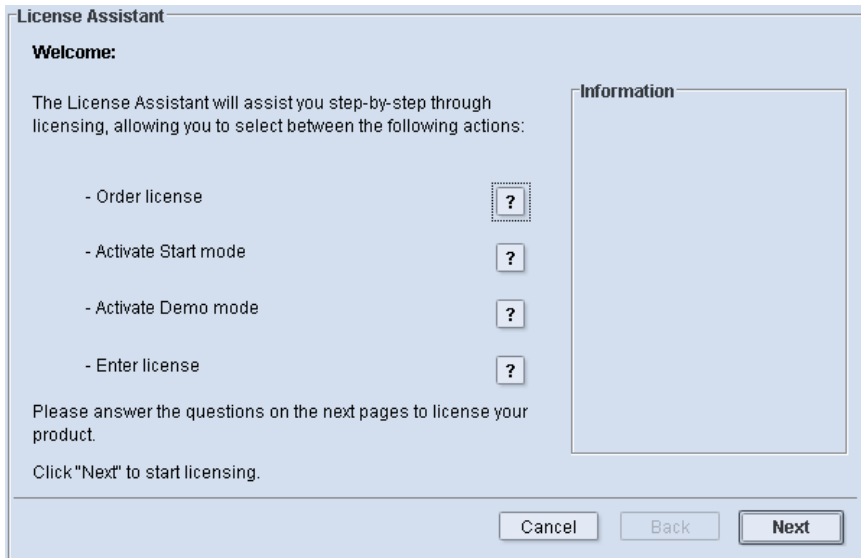 License Assistant
Welcome:
The License Assistant will assist you step-by-step through
licensing, allowing you to select between the following actions:
Information
- Order license ?
- Activate Start mode ?
- Activate Demo mode ?
- Enter license ?
Please answer the questions on the next pages to license your
product.
Click "Next" to start licensing.
Cancel Back Next